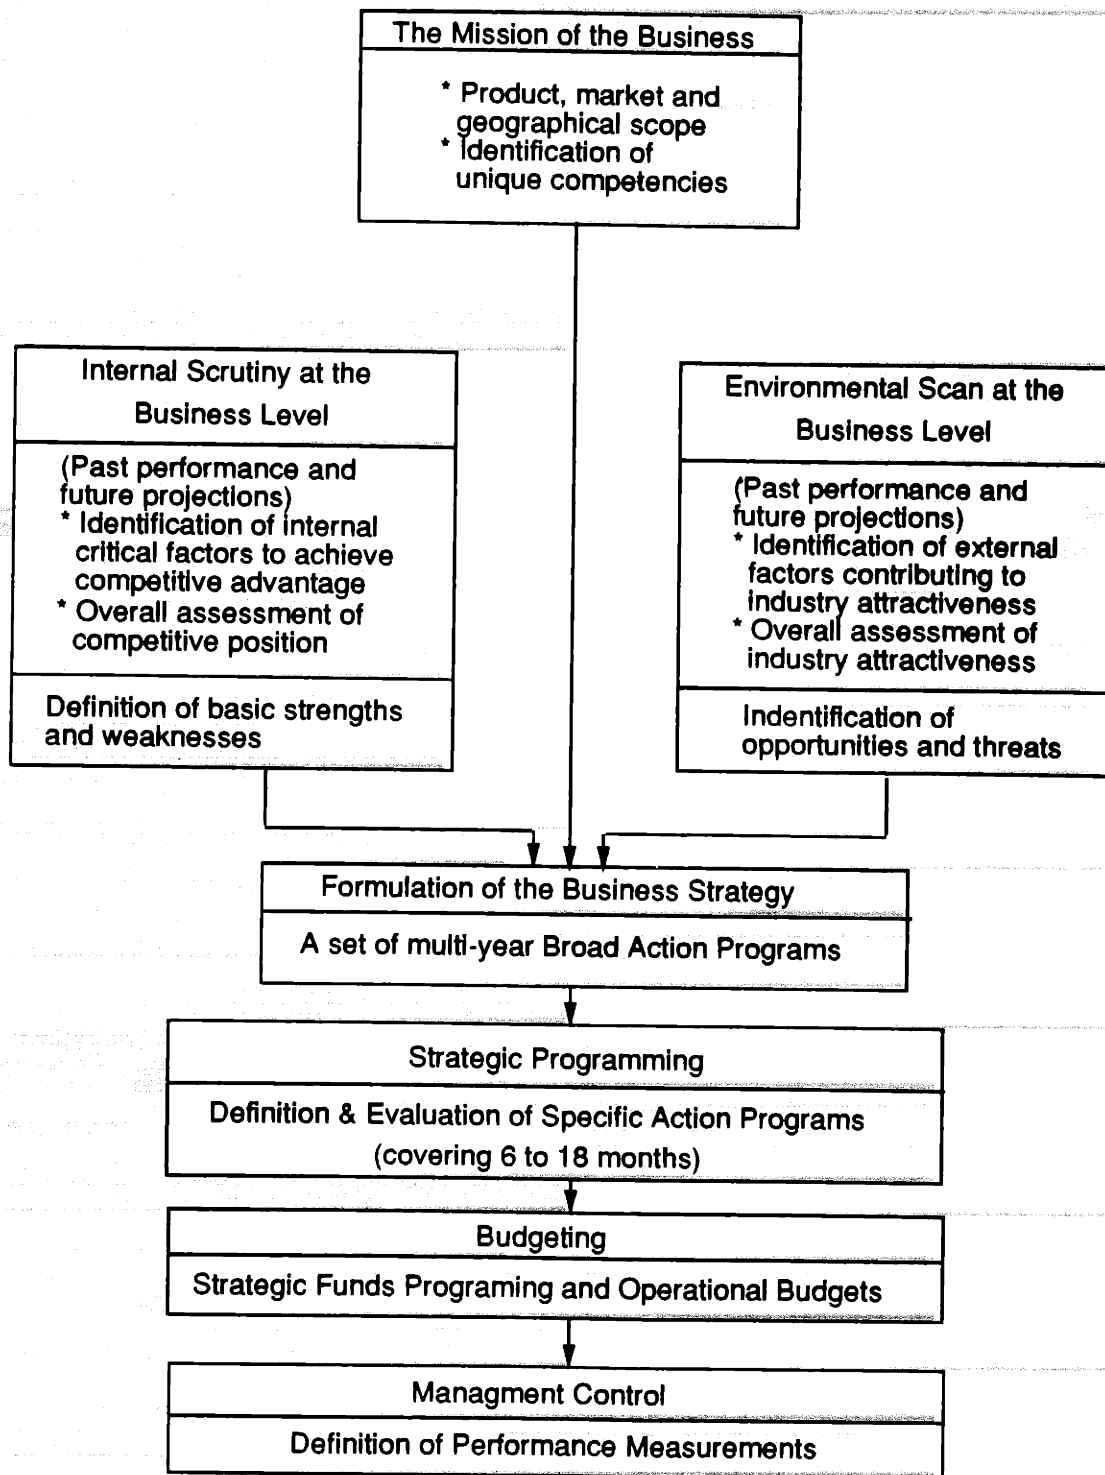 The Mission of the Business
* Product, market and
geographical scope
* Identification of
unique competencies
Internal Scrutiny at the
Business Level
(Past performance and
future projections)
* Identification of internal
critical factors to achieve
competitive advantage
* Overall assessment of
competitive position
Definition of basic strengths
and weaknesses
Environmental Scan at the
Business Level
(Past performance and
future projections)
* Identification of external
factors contributing to
industry attractiveness
* Overall assessment of
industry attractiveness
Indentification of
opportunities and threats
Formulation of the Business Strategy
A set of multi-year Broad Action Programs
Strategic Programming
Definition & Evaluation of Specific Action Programs
(covering 6 to 18 months)
Budgeting
Strategic Funds Programing and Operational Budgets
Managment Control
Definition of Performance Measurements